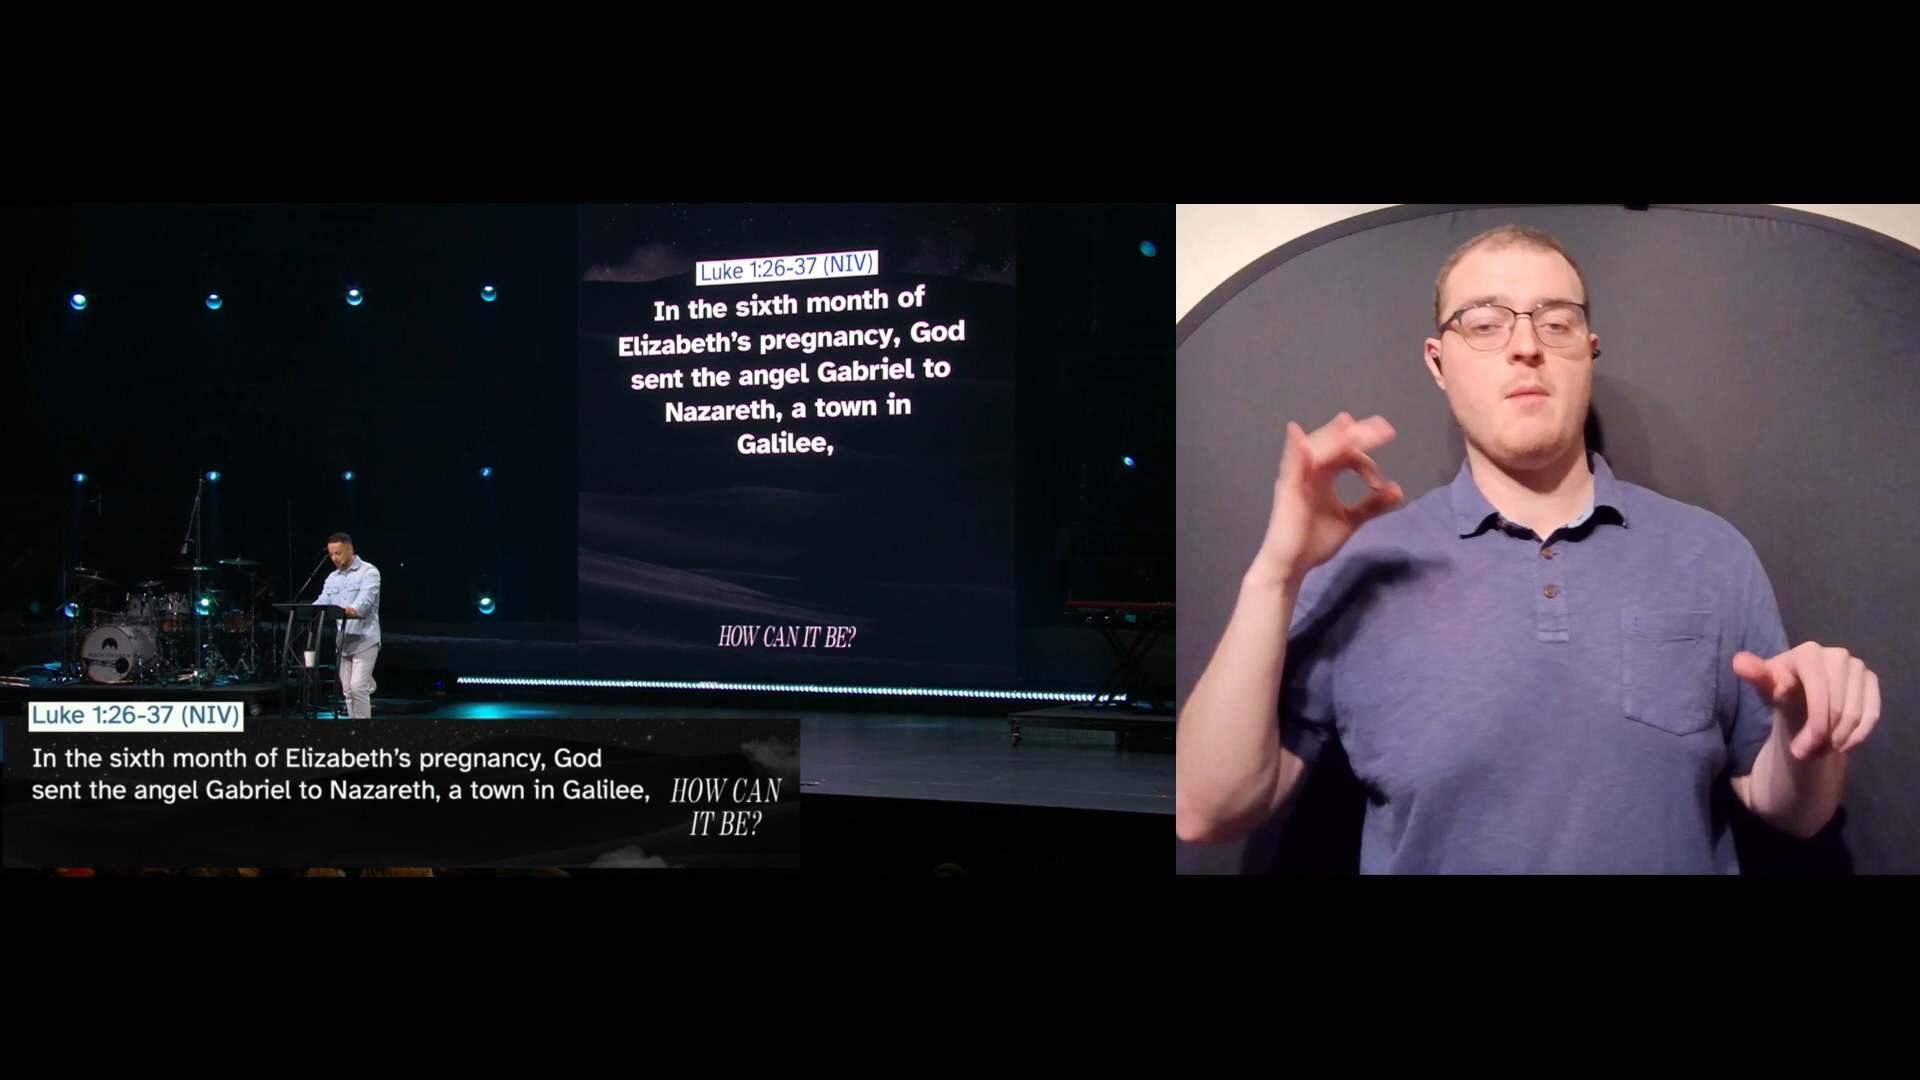 Luke 1:26-37 (NIV)
In the sixth month of
Elizabeth's pregnancy, God
sent the angel Gabriel to
Nazareth, a town in
Galilee,
HOW CAN IT BE?
ROCK CHURCH
Luke 1:26-37 (NIV)
In the sixth month of Elizabeth's pregnancy, God
sent the angel Gabriel to Nazareth, a town in Galilee,
HOW CAN
IT BE?